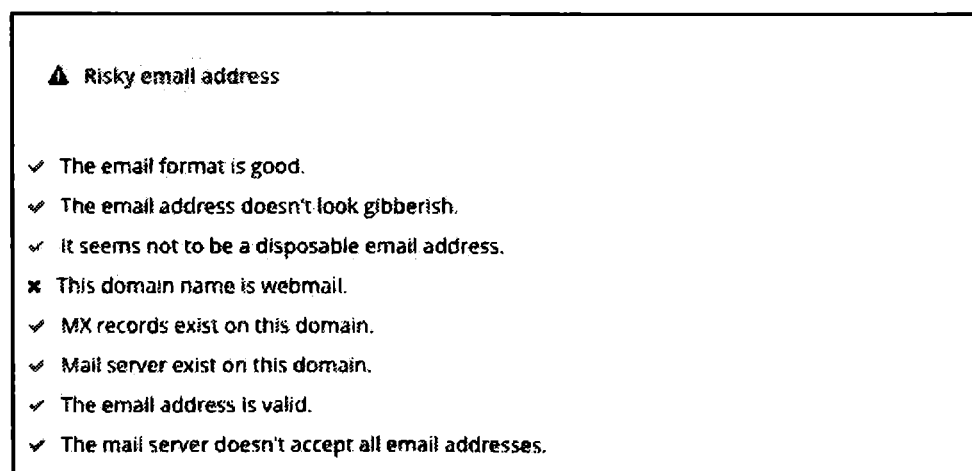 Risky email address
The email format is good.
The email address doesn't look gibberish.
It seems not to be a disposable email address.
This domain name is webmail.
MX records exist on this domain.
Mail server exist on this domain.
The email address is valid.
The mail server doesn't accept all email addresses.